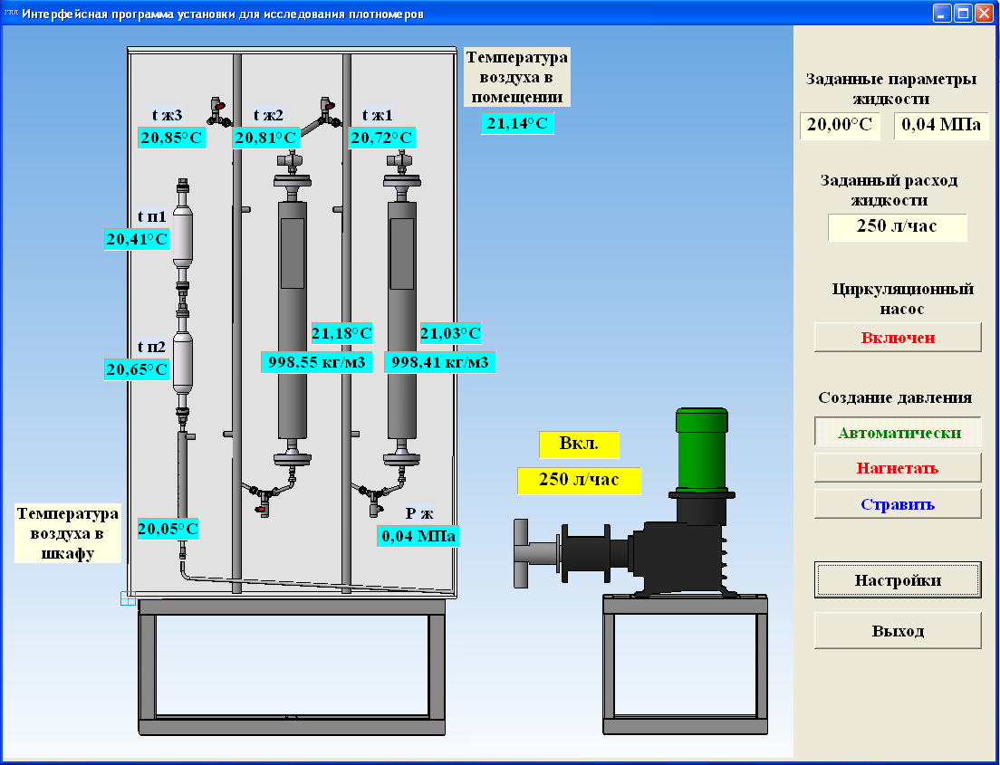 Интерфейсная программа установки для исследования плотномеров
Температура
воздуха в
помещении
21,14°C
t ж3
20,85°C
t ж2
20,81°C
t ж1
20,72°C
t п1
20,41°C
t п2
20,65°C
21,18°C
998,55 кг/м3
21,03°C
998,41 кг/м3
Температура
воздуха в
шкафу
20,05°C
P ж
0,04 МПа
Вкл.
250 л/час
Заданные параметры
жидкости
20,00°C
0,04 МПа
Заданный расход
жидкости
250 л/час
Циркуляционный
насос
Включен
Создание давления
Автоматически
Нагнетать
Стравить
Настройки
Выход